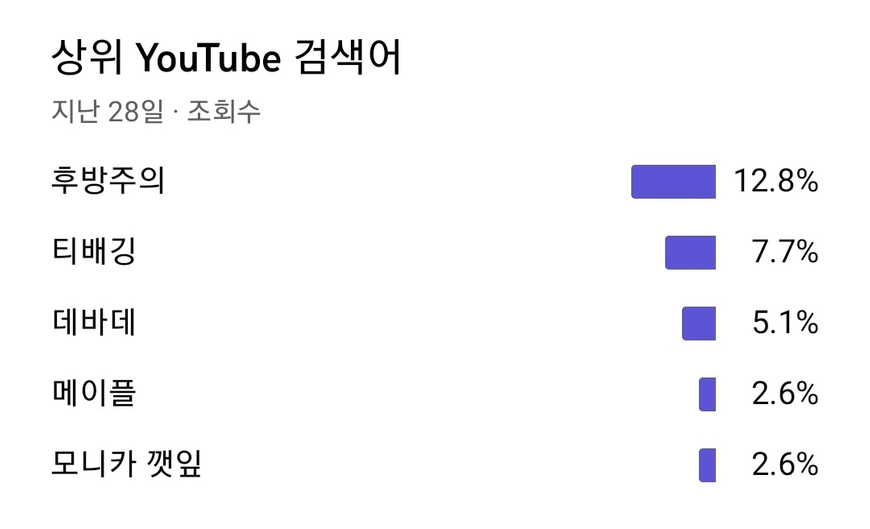 상위 YouTube 검색어
지난 28일 · 조회수
후방주의 12.8%
티배깅 7.7%
데바데 5.1%
메이플 2.6%
모니카 깻잎 2.6%